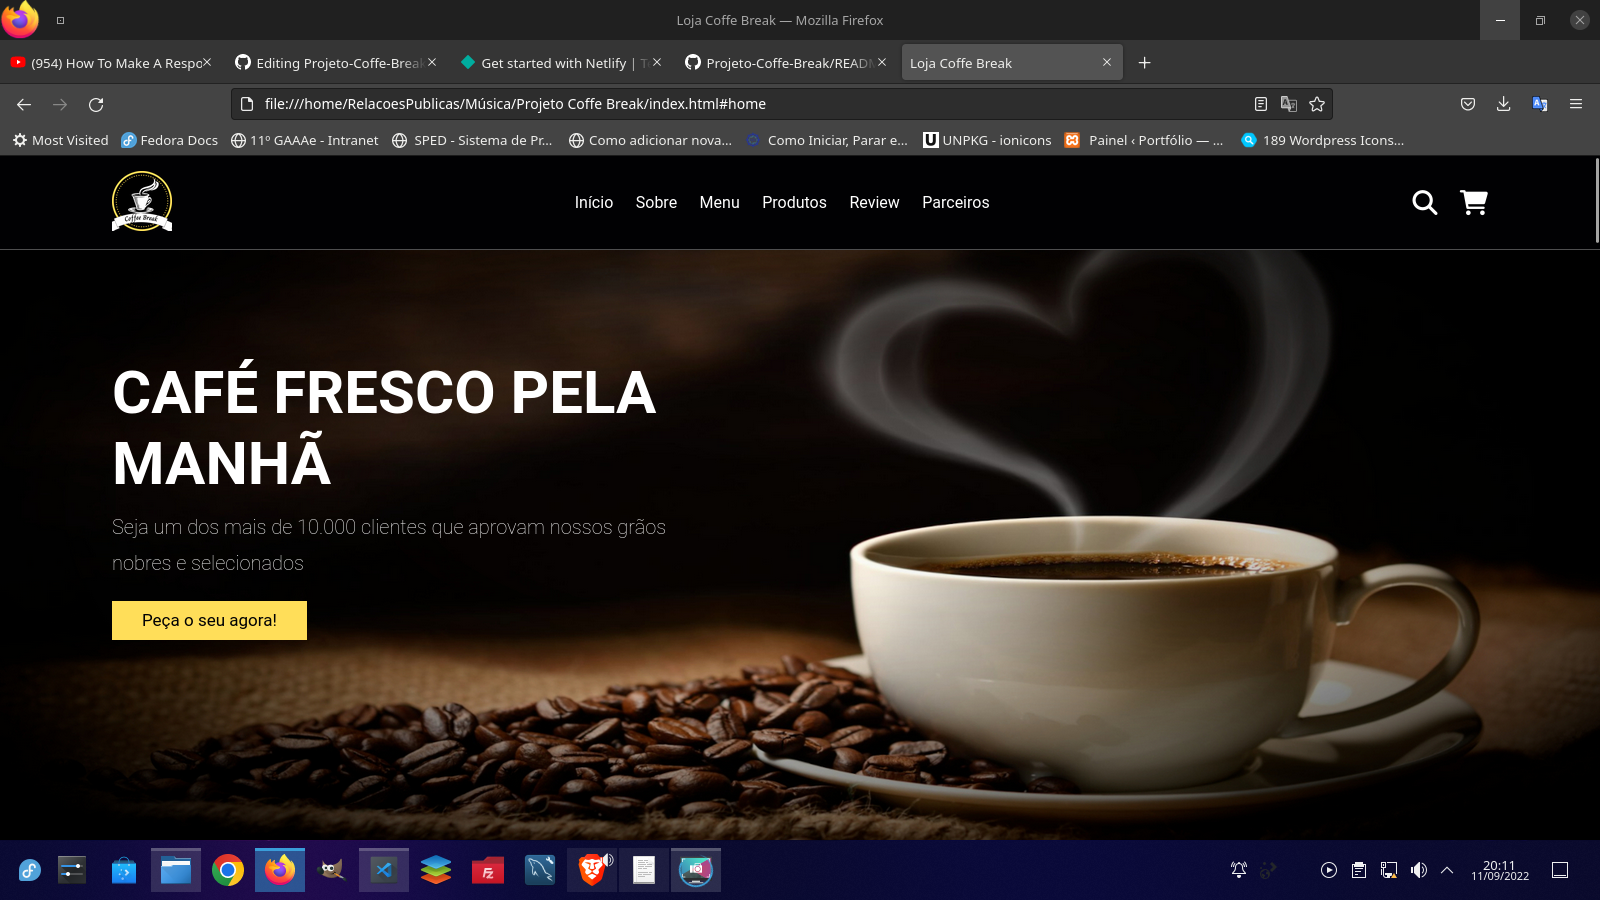 Loja Coffe Break — Mozilla Firefox
(954) How To Make A Respo
Editing Projeto-Coffe-Break
Get started with Netlify |
Projeto-Coffe-Break/READ
Loja Coffe Break
file:///home/RelacoesPublicas/Música/Projeto Coffe Break/index.html#home
Most Visited
Fedora Docs
11º GAAAe - Intranet
SPED - Sistema de Pr...
Como adicionar nova...
Como Iniciar, Parar e...
UNPKG - ionicons
Painel ‹ Portfólio — ...
189 Wordpress Icons...
Coffee Break
Início
Sobre
Menu
Produtos
Review
Parceiros
CAFÉ FRESCO PELA
MANHÃ
Seja um dos mais de 10.000 clientes que aprovam nossos grãos
nobres e selecionados
Peça o seu agora!
20:11
11/09/2022